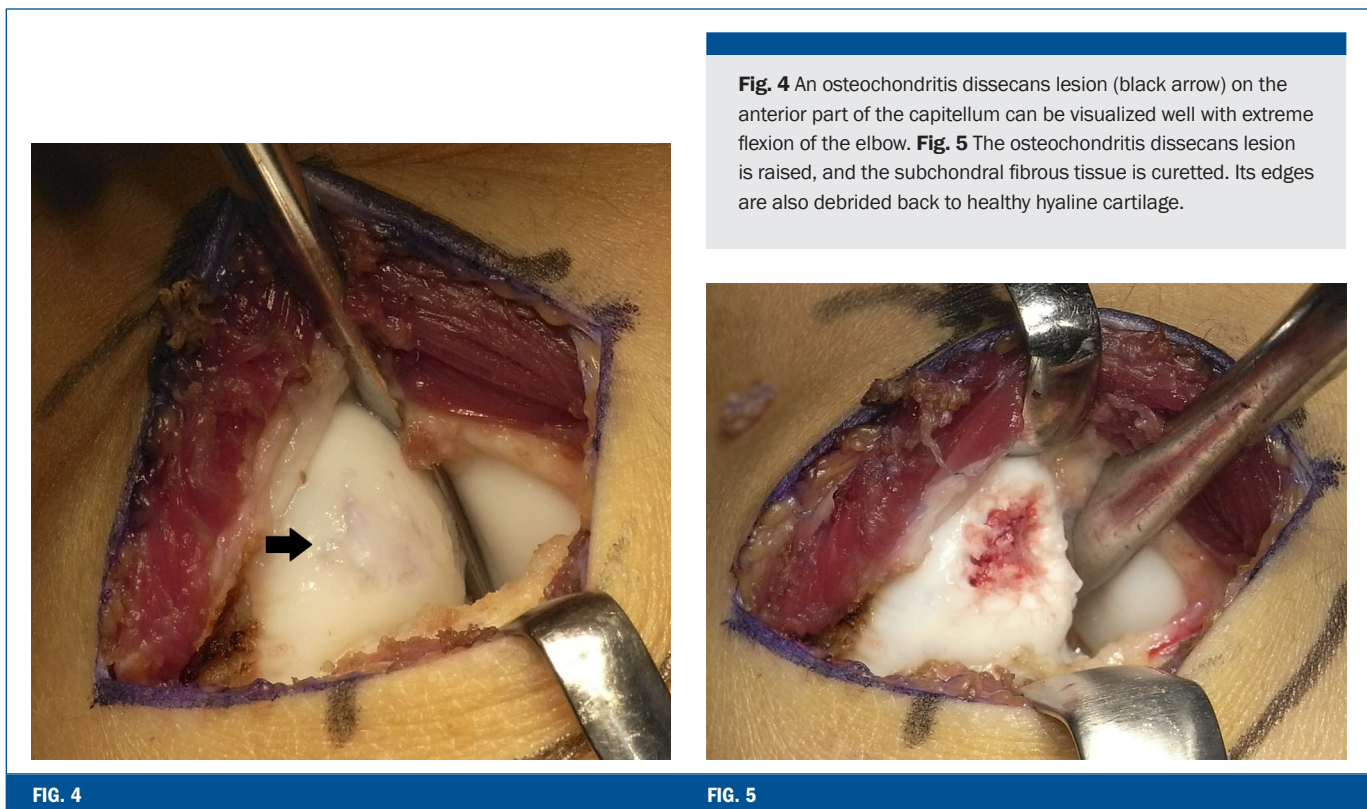 Fig. 4 An osteochondritis dissecans lesion (black arrow) on the
anterior part of the capitellum can be visualized well with extreme
flexion of the elbow. Fig. 5 The osteochondritis dissecans lesion
is raised, and the subchondral fibrous tissue is curetted. Its edges
are also debrided back to healthy hyaline cartilage.
FIG. 4
FIG. 5